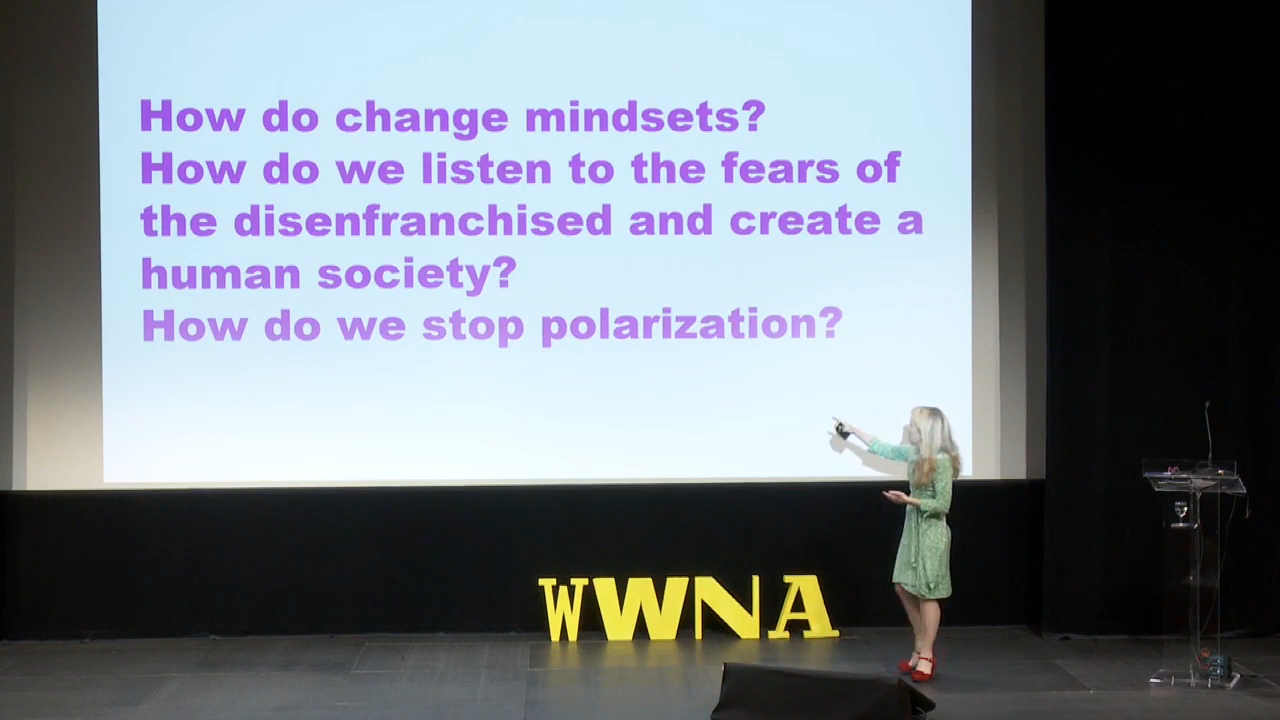 How do change mindsets?
How do we listen to the fears of
the disenfranchised and create a
human society?
How do we stop polarization?
WWNA